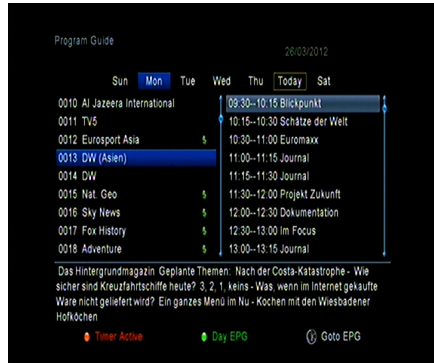 Program Guide
26/03/2012
Sun Mon Tue Wed Thu Today Sat
0010 Al Jazeera International
0011 TV5
0012 Eurosport Asia $
0013 DW (Asien)
0014 DW
0015 Nat. Geo $
0016 Sky News $
0017 Fox History $
0018 Adventure $
09:30--10:15 Blickpunkt
10:15--10:30 Schätze der Welt
10:30--11:00 Euromaxx
11:00--11:15 Journal
11:15--11:30 Journal
11:30--12:00 Projekt Zukunft
12:00--12:30 Dokumentation
12:30--13:00 Im Focus
13:00--13:15 Journal
Das Hintergrundmagazin Geplante Themen: Nach der Costa-Katastrophe - Wie
sicher sind Kreuzfahrtschiffe heute? 3, 2, 1, keins - Was, wenn im Internet gekaufte
Ware nicht geliefert wird? Ein ganzes Menü im Nu - Kochen mit den Wiesbadener
Hofköchen
Timer Active Day EPG Goto EPG